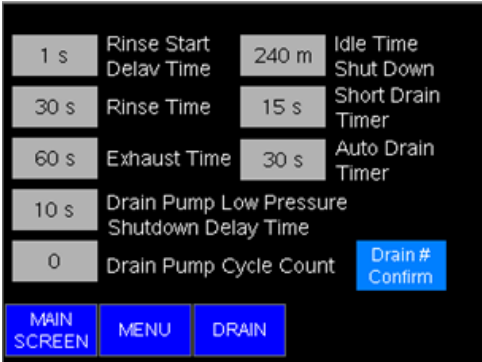 1 s
Rinse Start
Delay Time
240 m
Idle Time
Shut Down
30 s
Rinse Time
15 s
Short Drain
Timer
60 s
Exhaust Time
30 s
Auto Drain
Timer
10 s
Drain Pump Low Pressure
Shutdown Delay Time
0
Drain Pump Cycle Count
Drain #
Confirm
MAIN
SCREEN
MENU
DRAIN